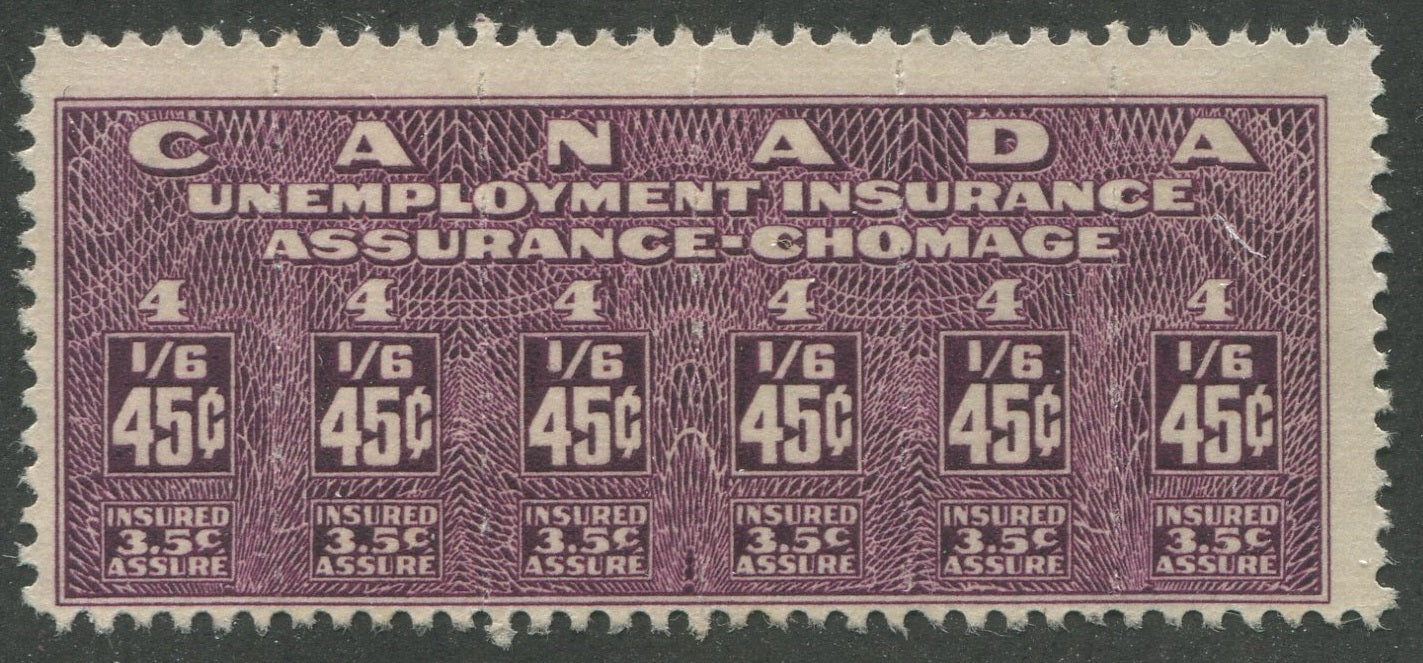 CANADA
UNEMPLOYMENT INSURANCE
ASSURANCE-CHOMAGE
4 4 4 4 4 4
1/6 1/6 1/6 1/6 1/6 1/6
45¢ 45¢ 45¢ 45¢ 45¢ 45¢
INSURED INSURED INSURED INSURED INSURED INSURED
3.5¢ 3.5¢ 3.5¢ 3.5¢ 3.5¢ 3.5¢
ASSURE ASSURE ASSURE ASSURE ASSURE ASSURE